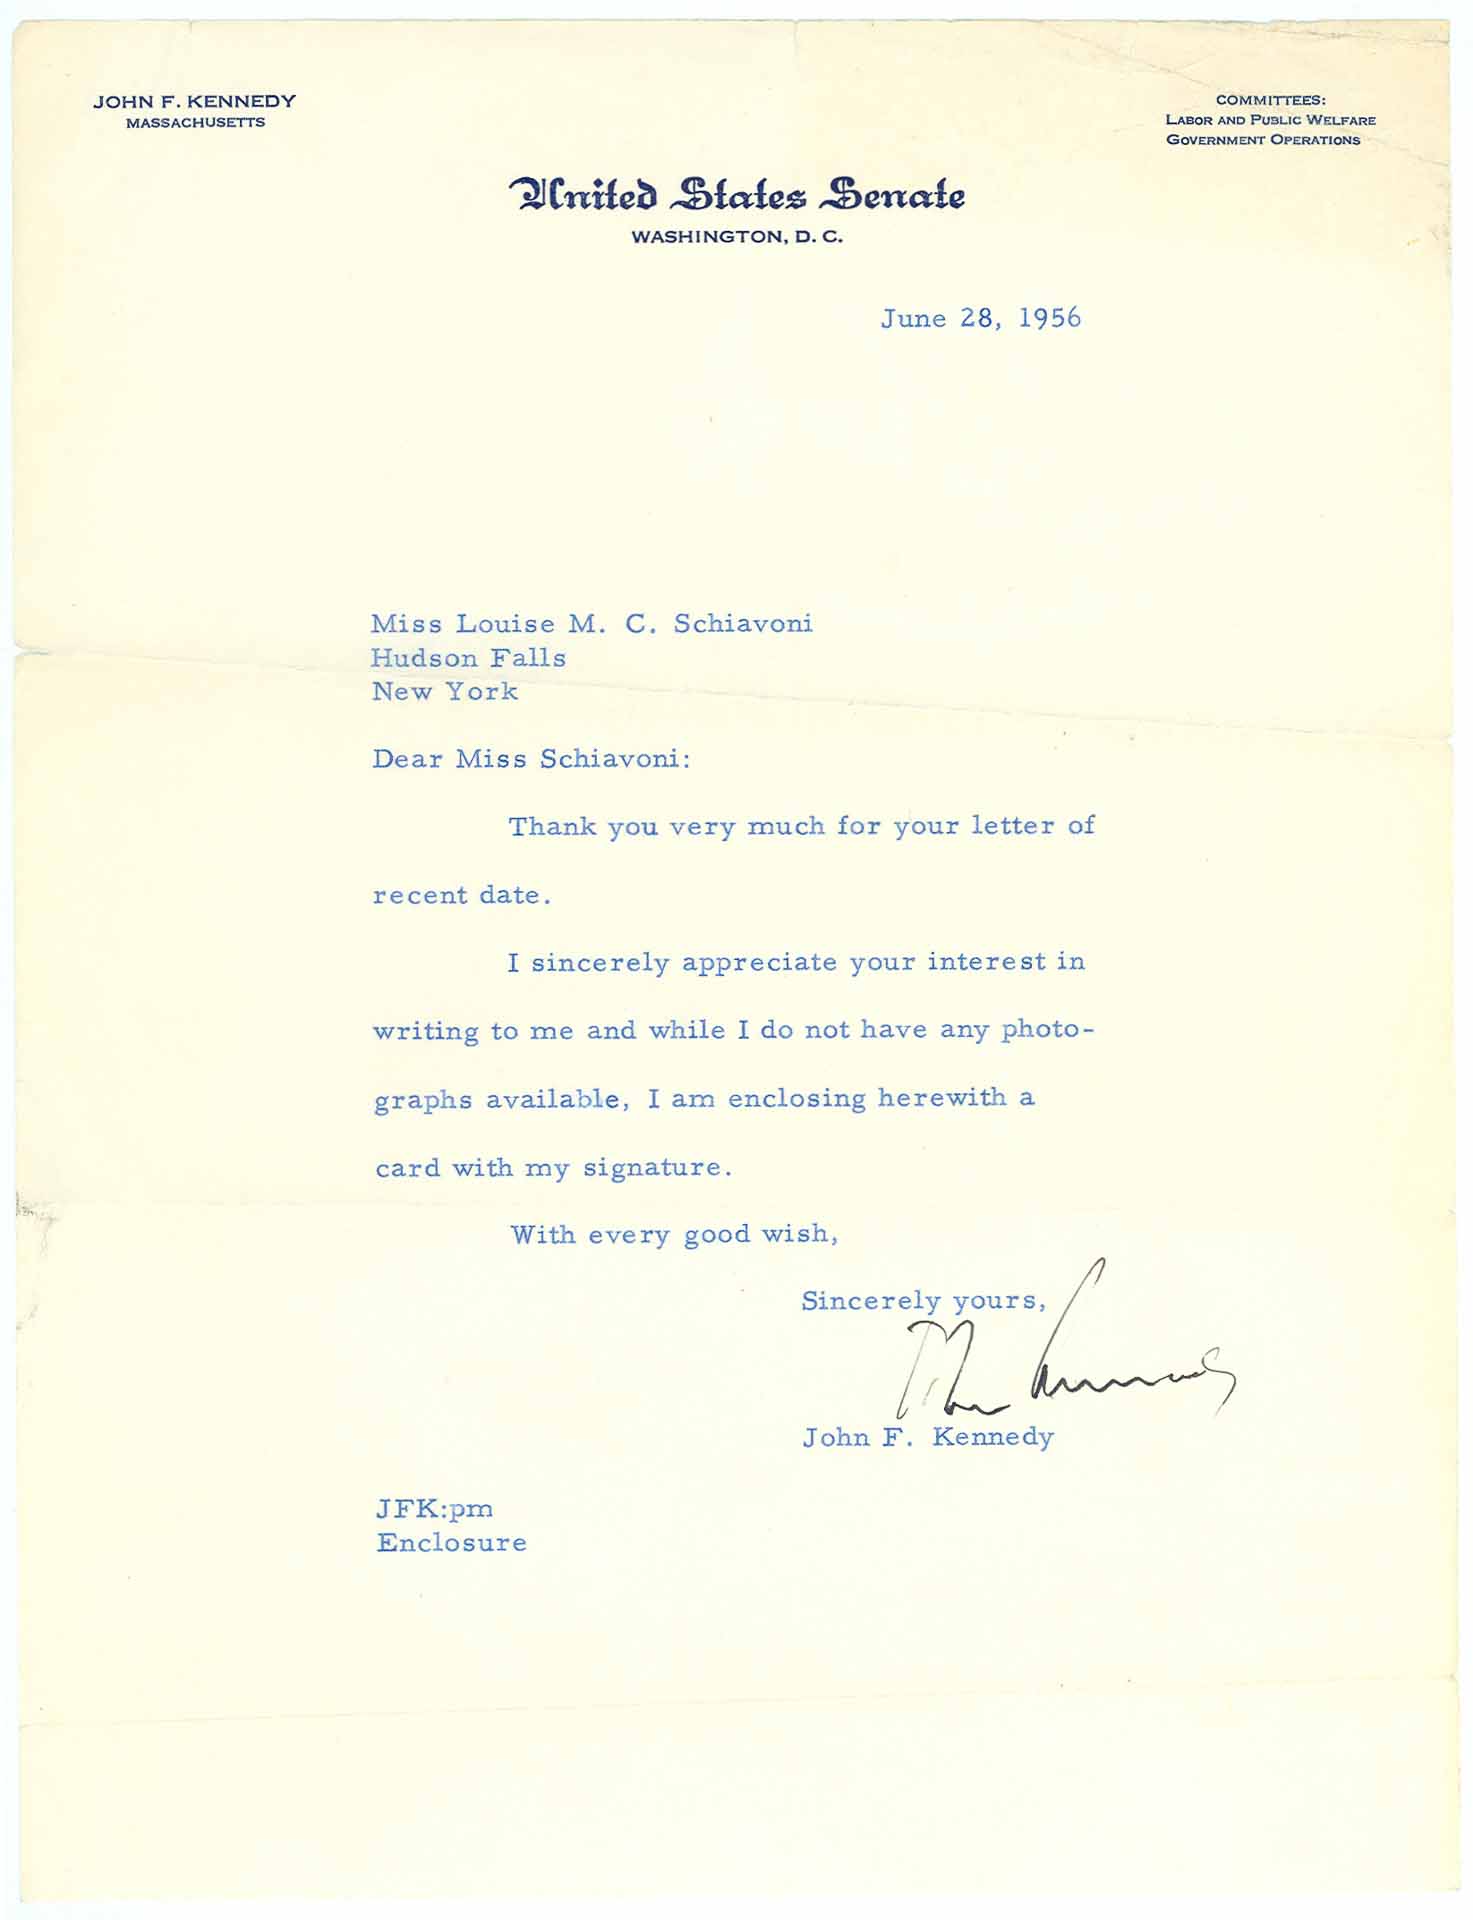 JOHN F. KENNEDY
MASSACHUSETTS
COMMITTEES:
LABOR AND PUBLIC WELFARE
GOVERNMENT OPERATIONS
United States Senate
WASHINGTON, D. C.
June 28, 1956
Miss Louise M. C. Schiavoni
Hudson Falls
New York
Dear Miss Schiavoni:
Thank you very much for your letter of
recent date.
I sincerely appreciate your interest in
writing to me and while I do not have any photo-
graphs available, I am enclosing herewith a
card with my signature.
With every good wish,
Sincerely yours,
John Kennedy
John F. Kennedy
JFK:pm
Enclosure